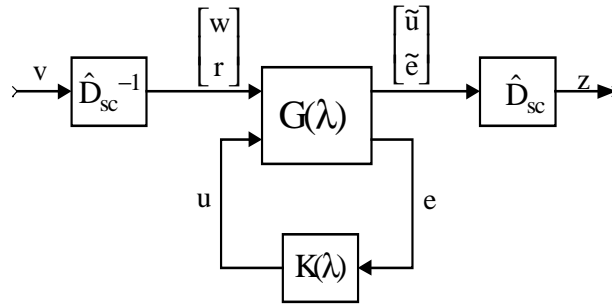 [w r]
[ũ ẽ]
v
D̂sc⁻¹
G(λ)
D̂sc
z
u
e
K(λ)